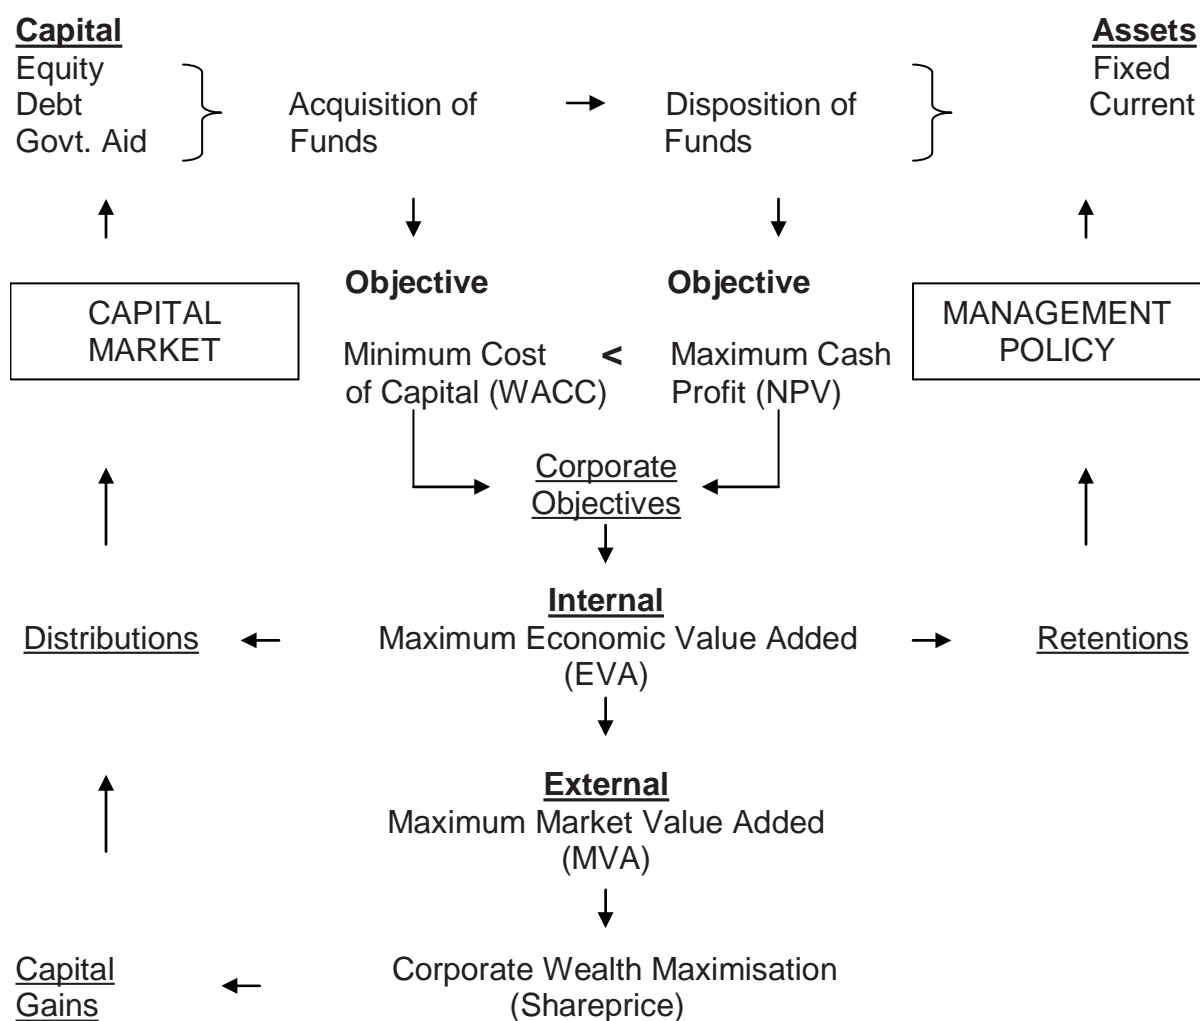 Capital
Equity
Debt
Govt. Aid
Acquisition of
Funds
Disposition of
Funds
Assets
Fixed
Current
CAPITAL
MARKET
Objective
Minimum Cost
of Capital (WACC)
<
Objective
Maximum Cash
Profit (NPV)
MANAGEMENT
POLICY
Corporate
Objectives
Distributions
Internal
Maximum Economic Value Added
(EVA)
Retentions
External
Maximum Market Value Added
(MVA)
Capital
Gains
Corporate Wealth Maximisation
(Shareprice)